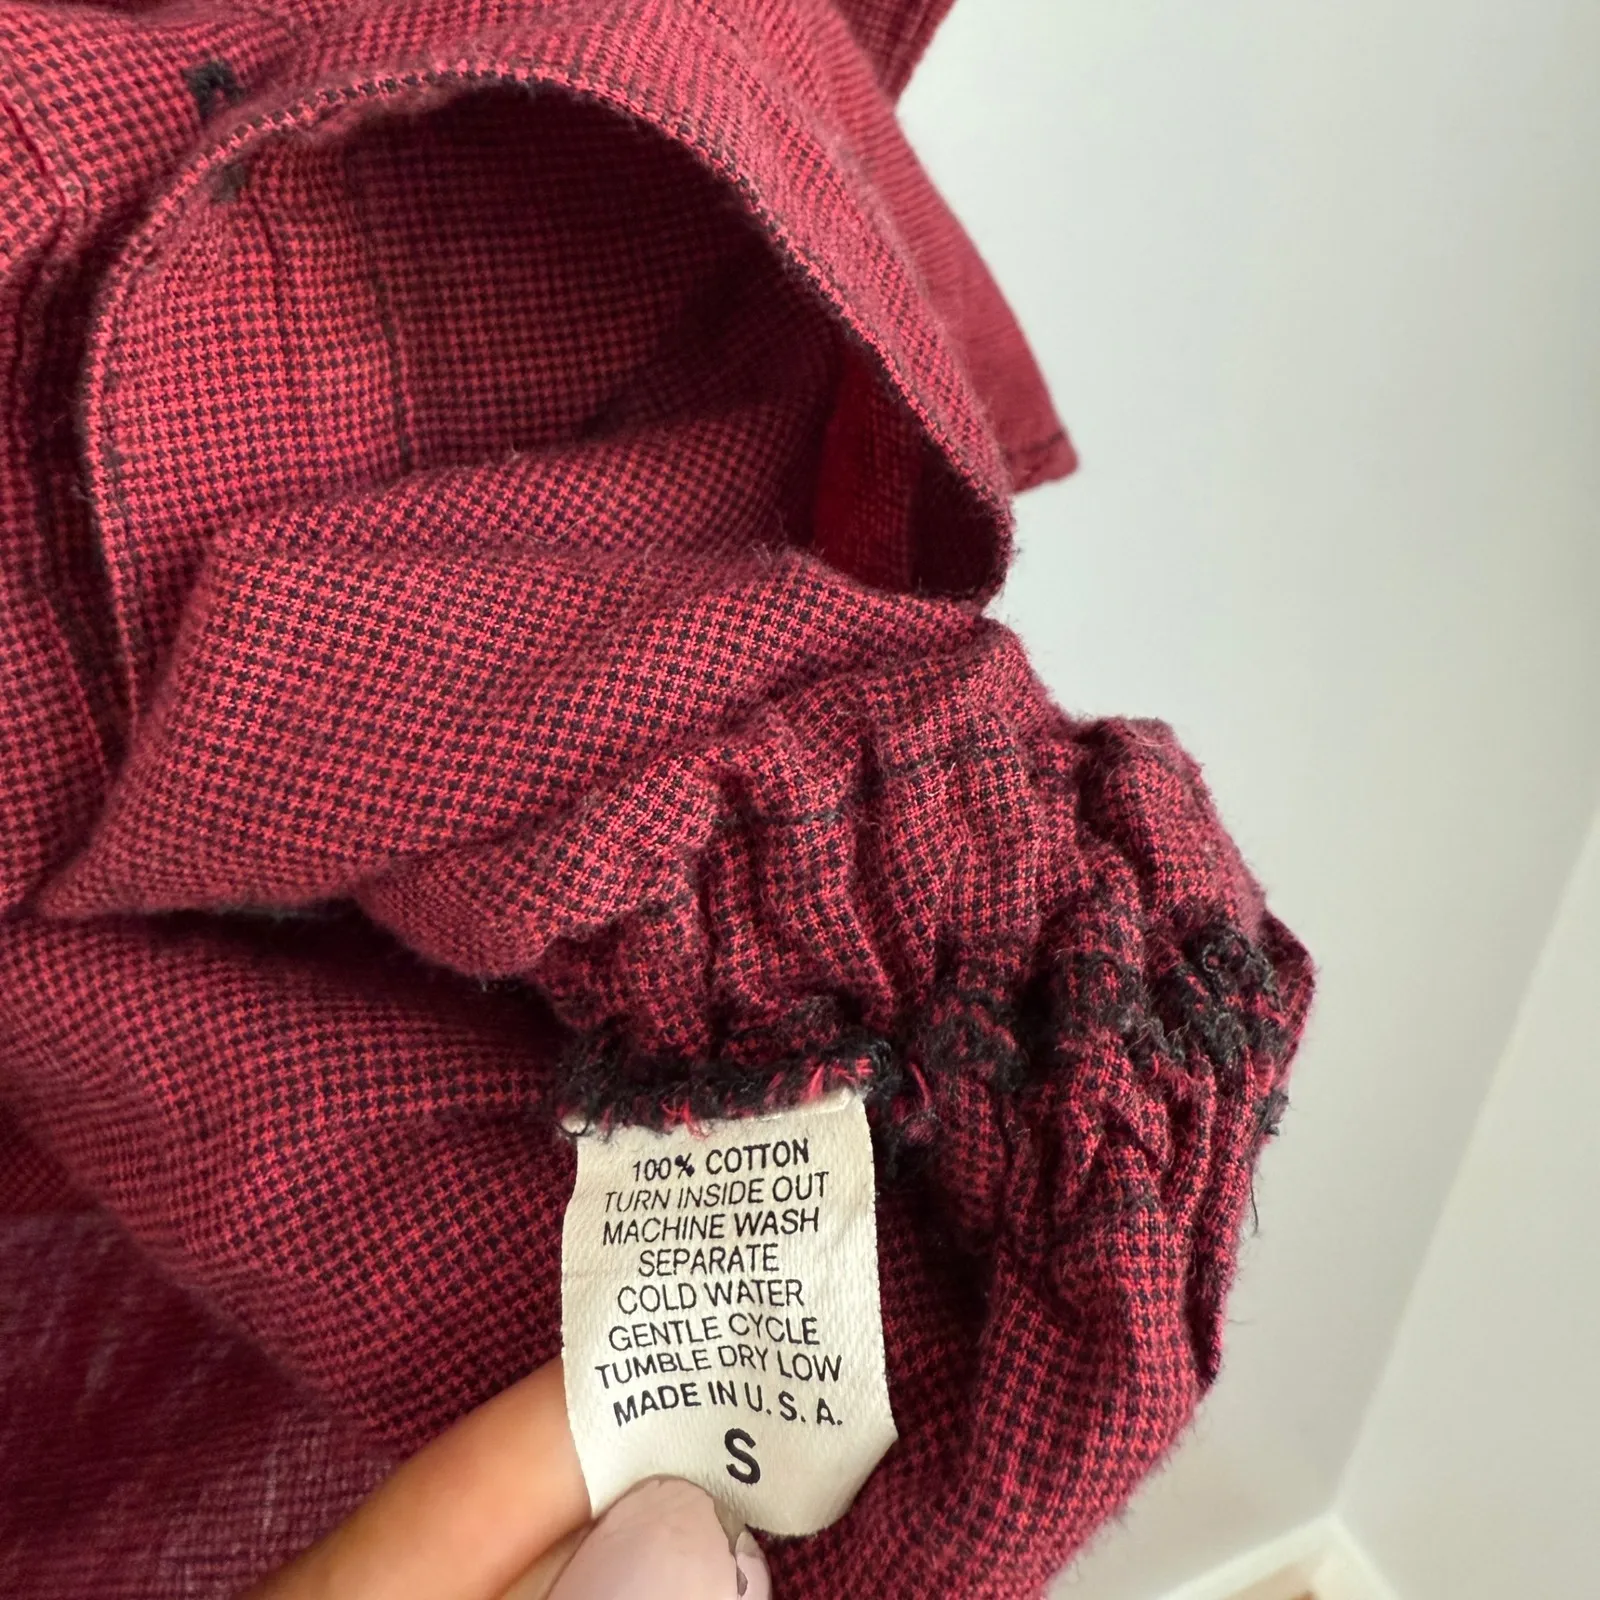 100% COTTON
TURN INSIDE OUT
MACHINE WASH
SEPARATE
COLD WATER
GENTLE CYCLE
TUMBLE DRY LOW
MADE IN U. S. A.
S